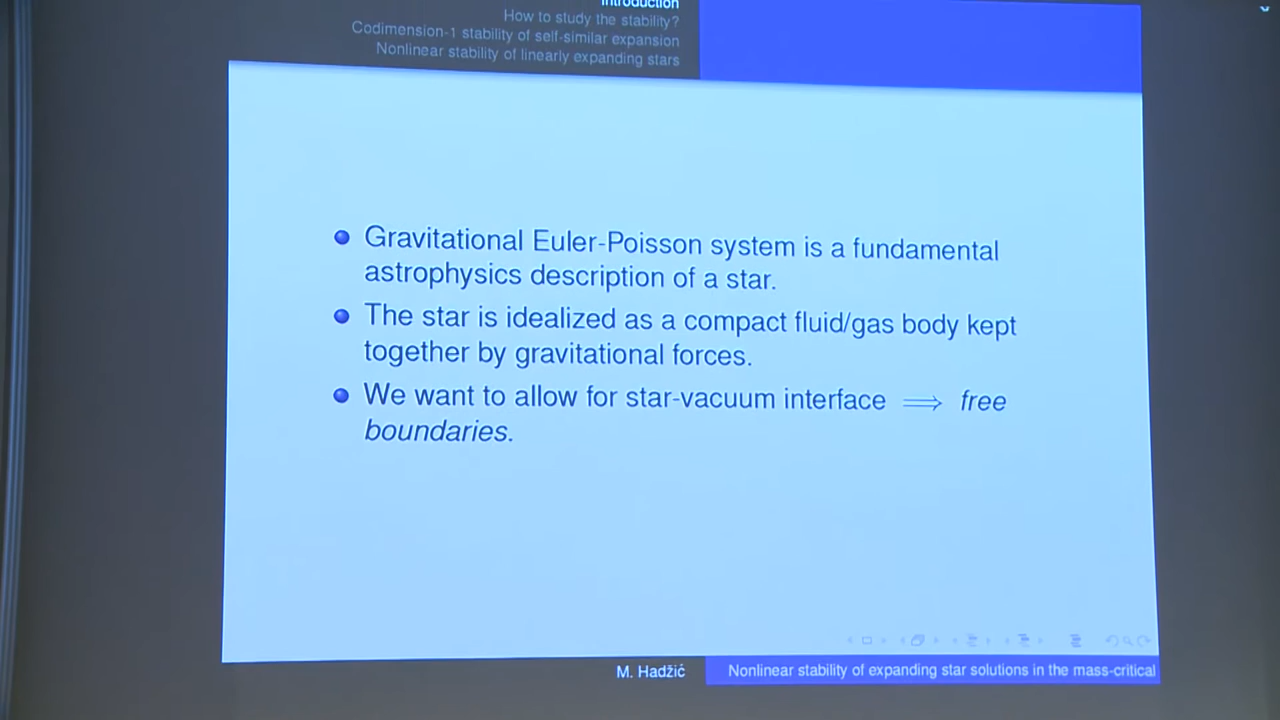 Introduction
How to study the stability?
Codimension-1 stability of self-similar expansion
Nonlinear stability of linearly expanding stars
Gravitational Euler-Poisson system is a fundamental
astrophysics description of a star.
The star is idealized as a compact fluid/gas body kept
together by gravitational forces.
We want to allow for star-vacuum interface ⟹ free
boundaries.
M. Hadžić
Nonlinear stability of expanding star solutions in the mass-critical